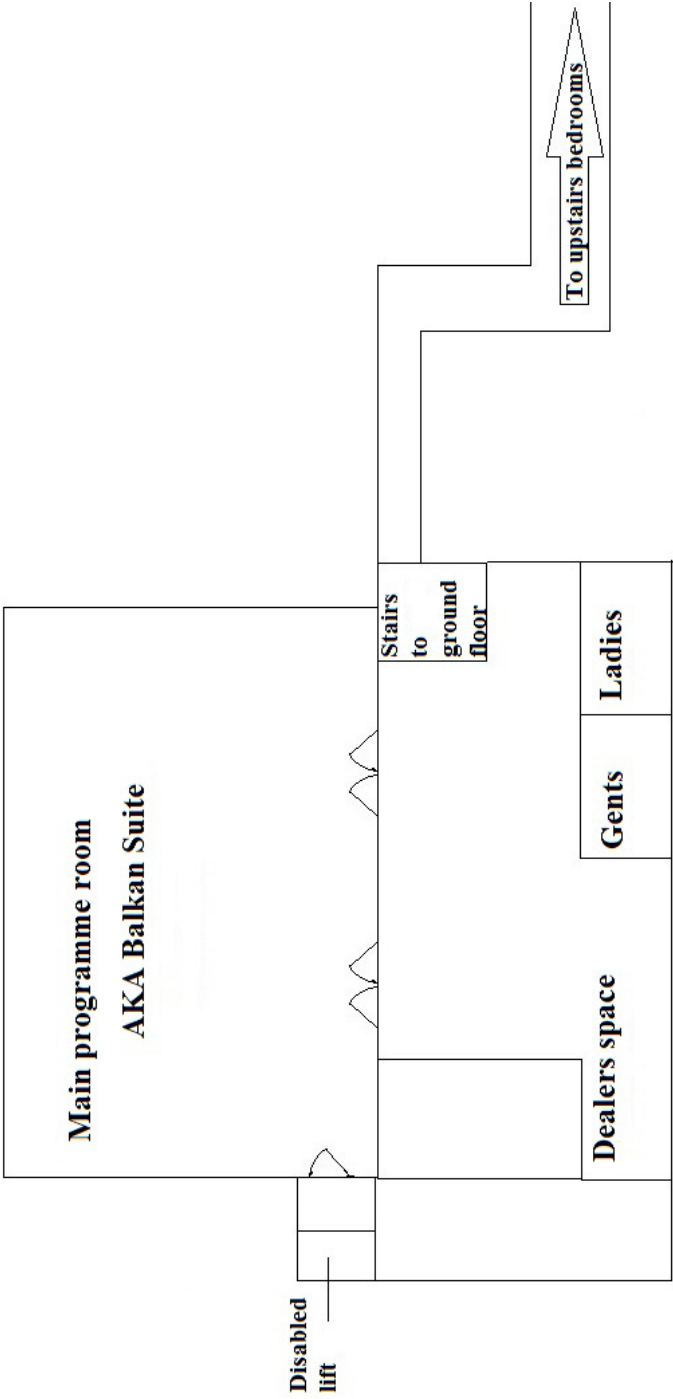 Main programme room
AKA Balkan Suite
To upstairs bedrooms
Stairs
to
ground
floor
Ladies
Gents
Dealers space
Disabled
lift